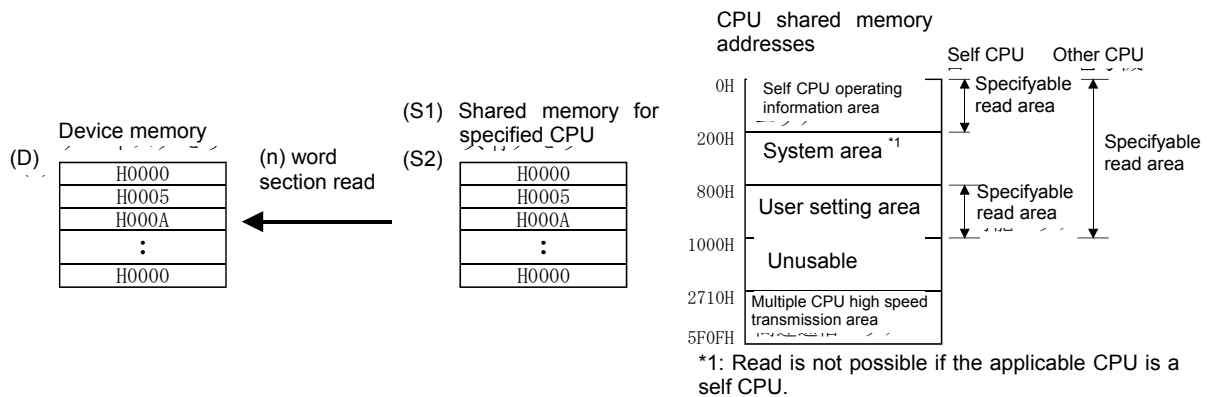 CPU shared memory
addresses
Self CPU
Other CPU
0H
Self CPU operating
information area
Specifyable
read area
200H
System area *1
Specifyable
read area
800H
User setting area
Specifyable
read area
1000H
Unusable
2710H
Multiple CPU high speed
transmission area
5F0FH
*1: Read is not possible if the applicable CPU is a
self CPU.
(S1) Shared memory for
specified CPU
(S2)
H0000
H0005
H000A
:
H0000
Device memory
(D)
H0000
H0005
H000A
:
H0000
(n) word
section read